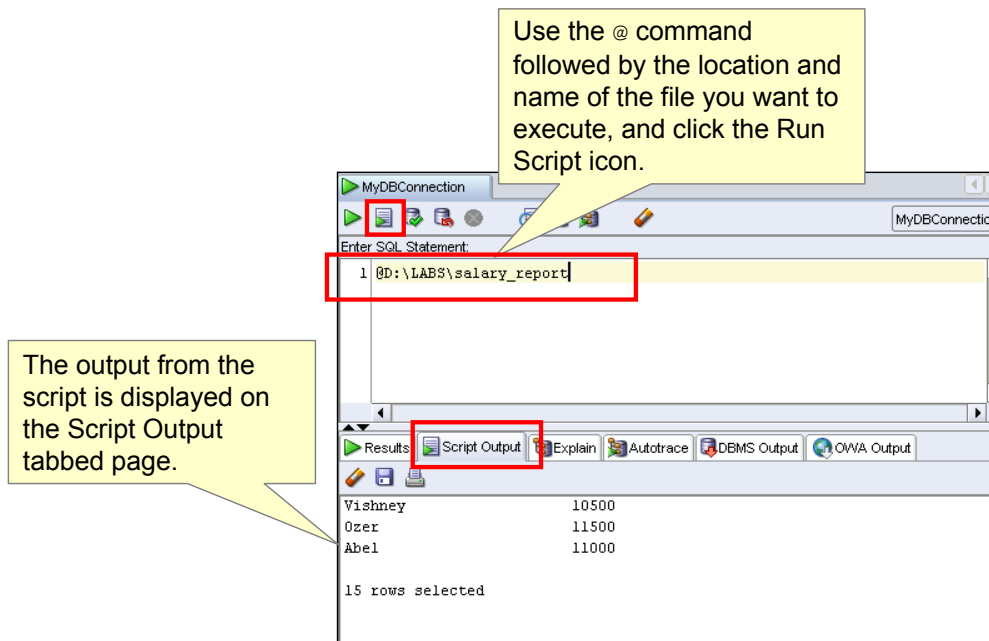 Use the @ command
followed by the location and
name of the file you want to
execute, and click the Run
Script icon.
MyDBConnection
MyDBConnectio
Enter SQL Statement:
1 @D:\LABS\salary_report
The output from the
script is displayed on
the Script Output
tabbed page.
Results Script Output Explain Autotrace DBMS Output OWA Output
Vishney 10500
Ozer 11500
Abel 11000
15 rows selected